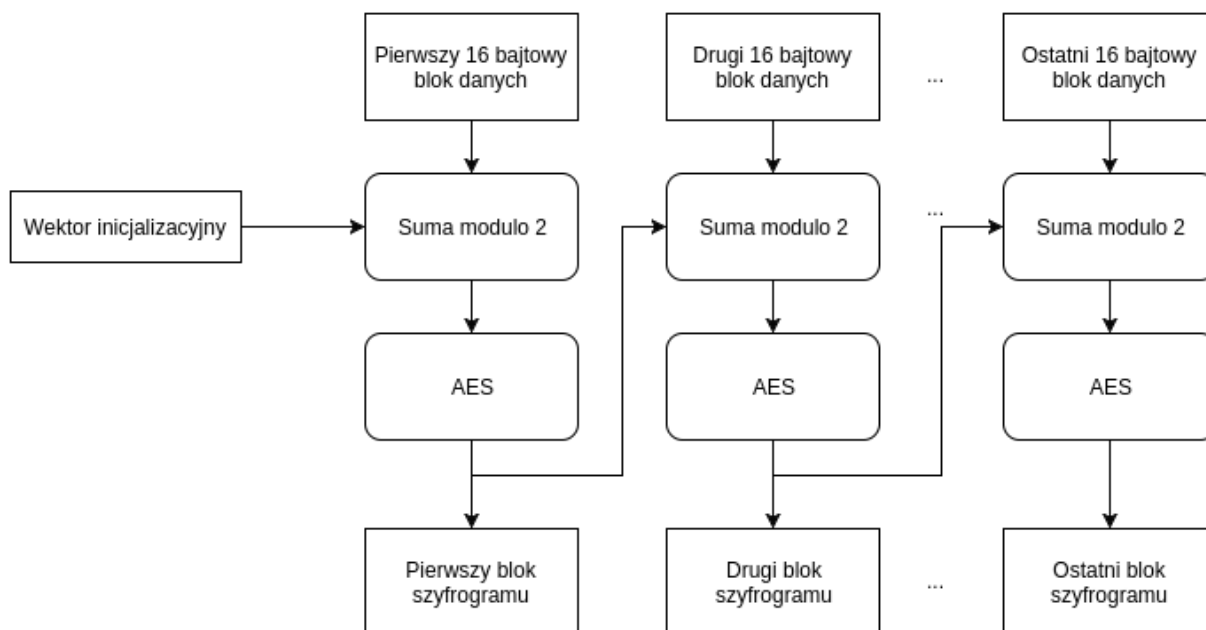 Pierwszy 16 bajtowy
blok danych
Drugi 16 bajtowy
blok danych
...
Ostatni 16 bajtowy
blok danych
Wektor inicjalizacyjny
Suma modulo 2
Suma modulo 2
...
Suma modulo 2
AES
AES
AES
Pierwszy blok
szyfrogramu
Drugi blok
szyfrogramu
...
Ostatni blok
szyfrogramu